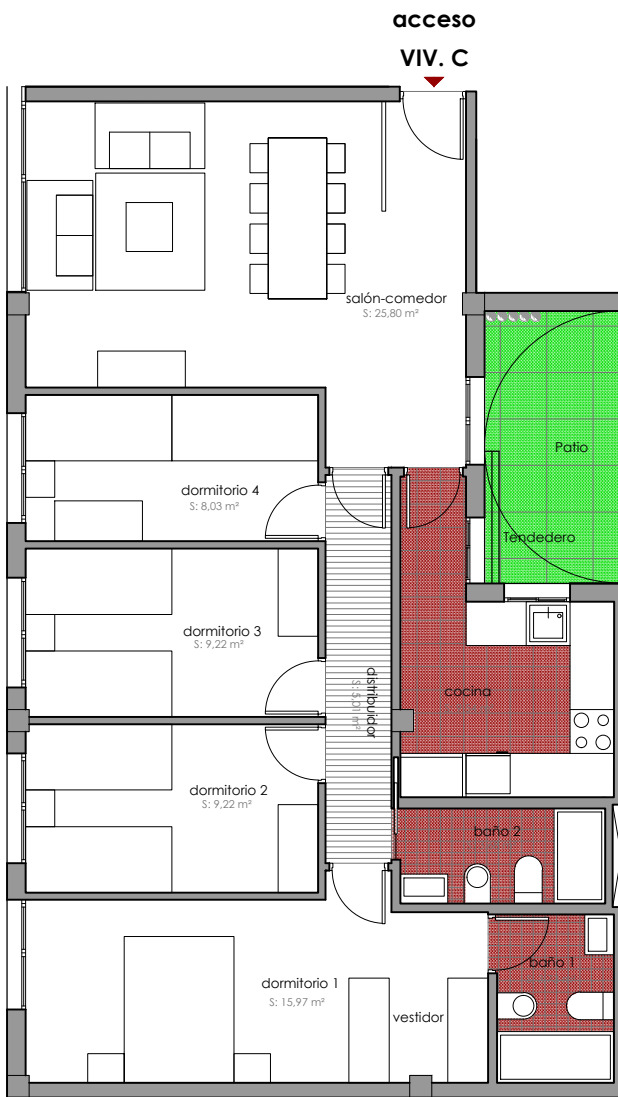 acceso
VIV. C
salón-comedor
S: 25,80 m²
Patio
dormitorio 4
S: 8,03 m²
Tendedero
dormitorio 3
S: 9,22 m²
distribuidor
S: 5,01 m²
cocina
dormitorio 2
S: 9,22 m²
baño 2
baño 1
dormitorio 1
S: 15,97 m²
vestidor